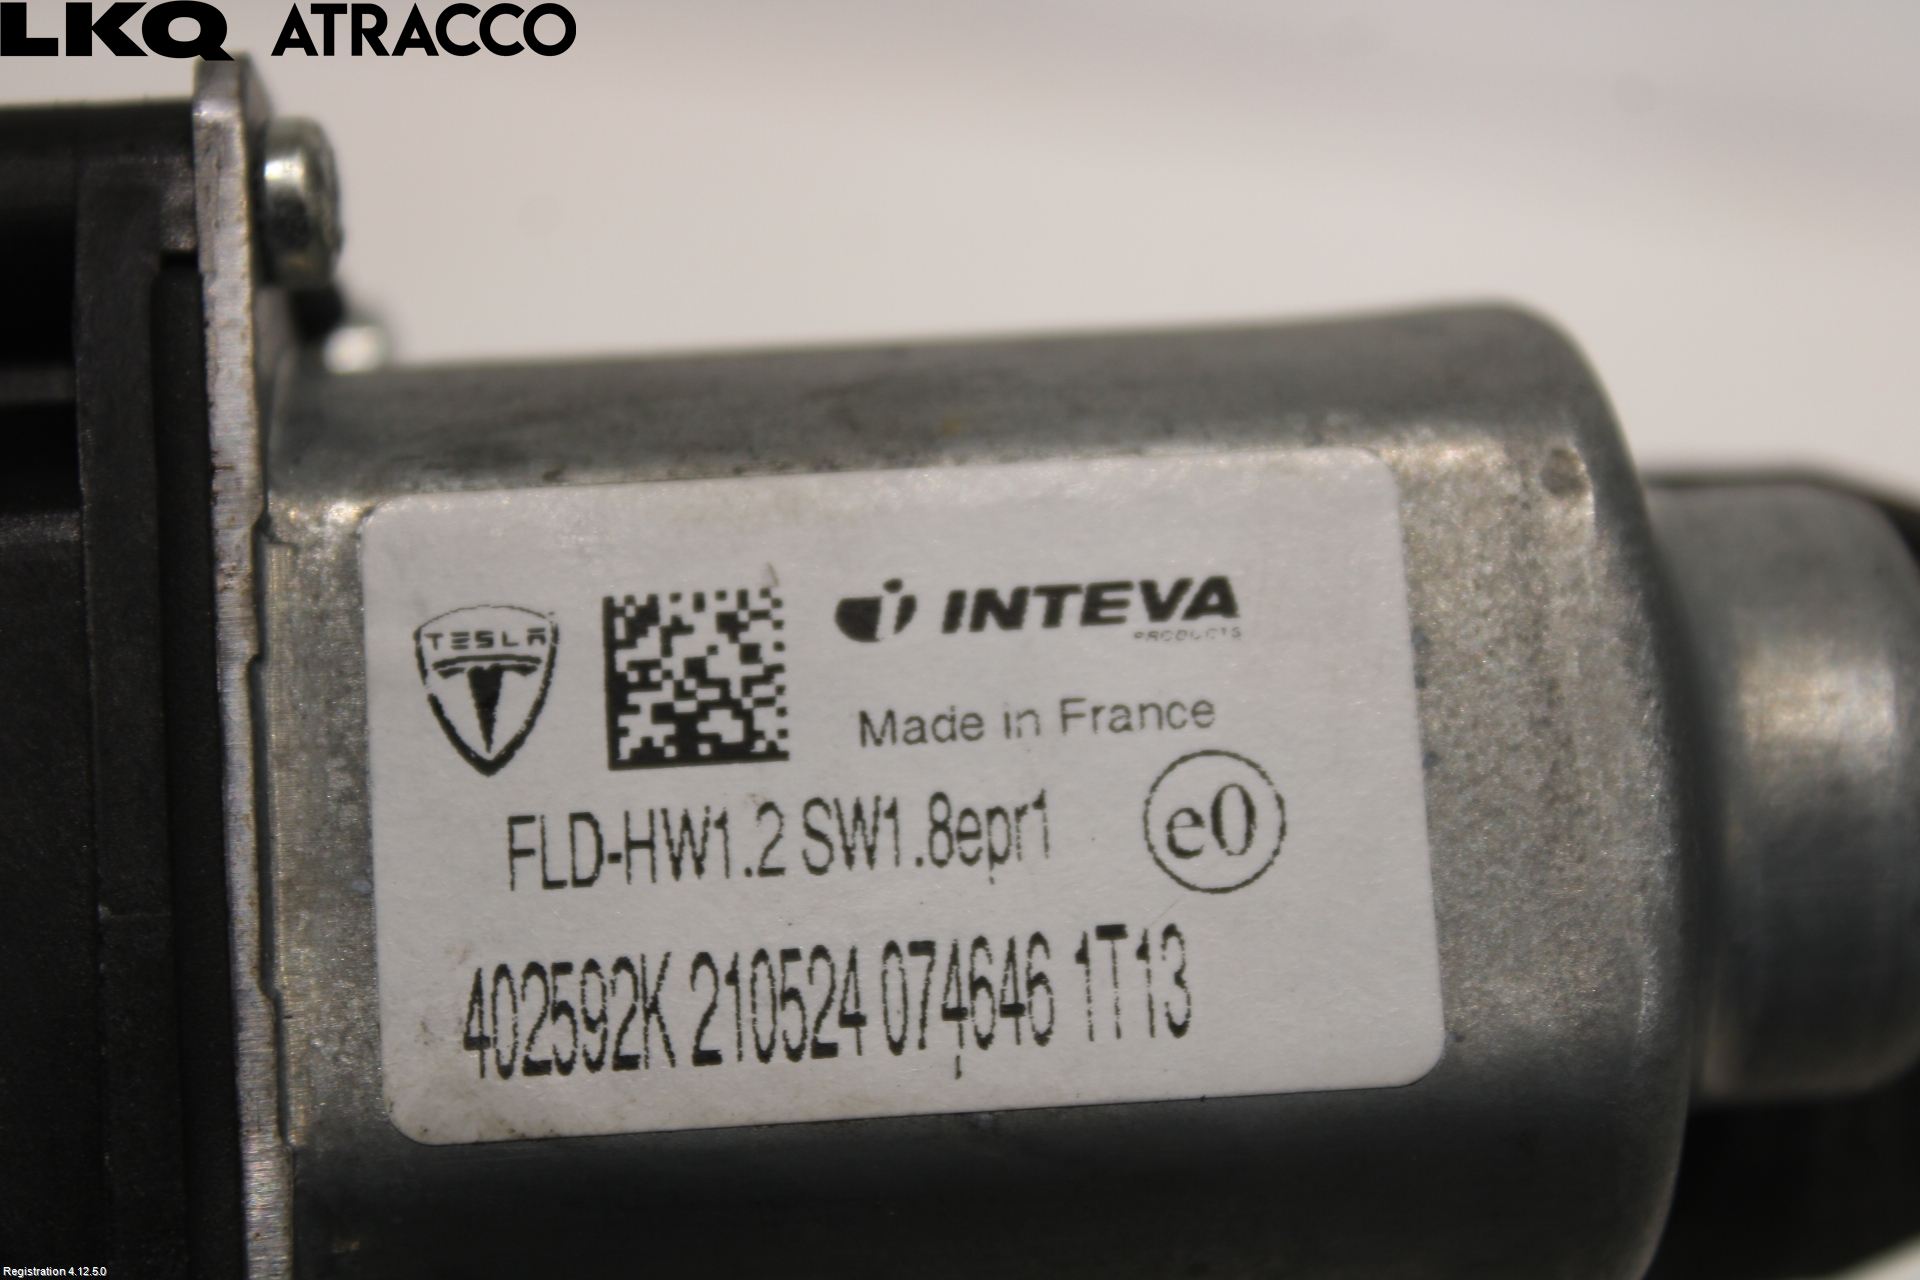 LKQ ATRACCO
TESLA
INTEVA
PRODUCTS
Made in France
FLD-HW1.2 SW1.8epr1
e0
402592K 210524 074646 1T13
Registration 4.12.5.0